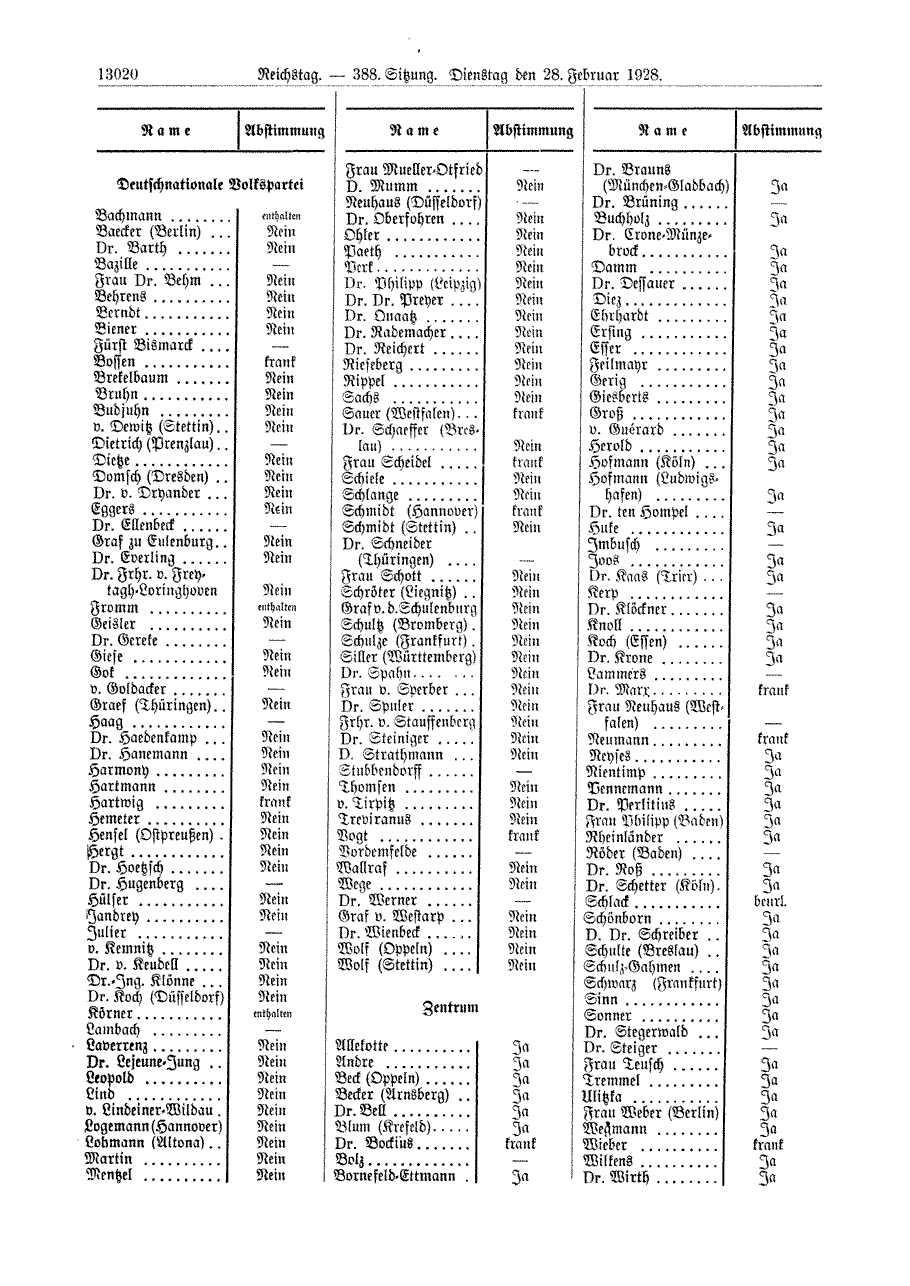 13020 Reichstag. — 388. Sitzung. Dienstag den 28. Februar 1928.
Name Abstimmung
Deutschnationale Volkspartei
Bachmann ........ enthalten
Baecker (Berlin) ... Nein
Dr. Barth ....... Nein
Bazille ........... —
Frau Dr. Behm ... Nein
Behrens .......... Nein
Berndt ........... Nein
Biener ........... Nein
Fürst Bismarck .... —
Bossen ........... krank
Brekelbaum ....... Nein
Bruhn ........... Nein
Budjuhn ......... Nein
v. Dewitz (Stettin) .. Nein
Dietrich (Prenzlau) .. —
Dietze ............ Nein
Domsch (Dresden) .. Nein
Dr. v. Dryander ... Nein
Eggers ........... Nein
Dr. Ellenbeck ...... —
Graf zu Eulenburg .. Nein
Dr. Everling ...... Nein
Dr. Frhr. v. Frey-
tagh-Loringhoven Nein
Fromm .......... enthalten
Geisler .......... Nein
Dr. Gereke ....... —
Giese ............ Nein
Gok ............. Nein
v. Goldacker ....... —
Graef (Thüringen) .. Nein
Haag ............ —
Dr. Haedenkamp ... Nein
Dr. Hanemann .... Nein
Harmony ......... Nein
Hartmann ........ Nein
Hartwig ......... krank
Hemeter ......... Nein
Hensel (Ostpreußen) . Nein
Hergt ............ Nein
Dr. Hoetzsch ....... Nein
Dr. Hugenberg .... —
Hülser ........... Nein
Jandrey .......... Nein
Julier ........... —
v. Kemnitz ........ Nein
Dr. v. Keudell ..... Nein
Dr.-Ing. Klönne ... Nein
Dr. Koch (Düsseldorf) Nein
Körner ........... enthalten
Lambach ......... —
Laverrenz ......... Nein
Dr. Lejeune-Jung .. Nein
Leopold .......... Nein
Lind ............ Nein
v. Lindeiner-Wildau . Nein
Logemann (Hannover) Nein
Lohmann (Altona) .. Nein
Martin .......... Nein
Mentzel .......... Nein
Name Abstimmung
Frau Mueller-Otfried —
D. Mumm ....... Nein
Neuhaus (Düsseldorf) —
Dr. Oberfohren .... Nein
Ohler ............ Nein
Paeth ........... Nein
Perk ............. Nein
Dr. Philipp (Leipzig) Nein
Dr. Dr. Preyer .... Nein
Dr. Quaatz ....... Nein
Dr. Rademacher .... Nein
Dr. Reichert ...... Nein
Rieseberg ......... Nein
Rippel ........... Nein
Sachs ........... Nein
Sauer (Westfalen) ... krank
Dr. Schaeffer (Bres-
lau) ........... Nein
Frau Scheidel ..... krank
Schiele ........... Nein
Schlange ......... Nein
Schmidt (Hannover) krank
Schmidt (Stettin) .. Nein
Dr. Schneider
(Thüringen) .... —
Frau Schott ...... Nein
Schröter (Liegnitz) .. Nein
Graf v. d. Schulenburg Nein
Schultz (Bromberg) . Nein
Schulze (Frankfurt) . Nein
Siller (Württemberg) Nein
Dr. Spahn ........ Nein
Frau v. Sperber ... Nein
Dr. Spuler ....... Nein
Frhr. v. Stauffenberg Nein
Dr. Steiniger ..... Nein
D. Strathmann ... Nein
Stubbendorff ...... —
Thomsen ......... Nein
v. Tirpitz ......... Nein
Treviranus ....... Nein
Vogt ............ krank
Vordemfelde ...... —
Wallraf .......... Nein
Wege ............ Nein
Dr. Werner ...... —
Graf v. Westarp ... Nein
Dr. Wienbeck ...... Nein
Wolf (Oppeln) .... Nein
Wolf (Stettin) .... Nein
Zentrum
Allekotte .......... Ja
Andre ........... Ja
Beck (Oppeln) ...... Ja
Becker (Arnsberg) .. Ja
Dr. Bell .......... Ja
Blum (Krefeld) ..... Ja
Dr. Bockius ....... krank
Bolz ............. —
Bornefeld-Ettmann . Ja
Name Abstimmung
Dr. Brauns
(München-Gladbach) Ja
Dr. Brüning ...... —
Buchholz ......... Ja
Dr. Crone-Münze-
brock ........... Ja
Damm .......... Ja
Dr. Dessauer ...... Ja
Diez ............. Ja
Ehrhardt ......... Ja
Ersing ........... Ja
Esser ............ Ja
Feilmayr ......... Ja
Gerig ........... Ja
Giesberts ......... Ja
Groß ............ Ja
v. Guérard ....... Ja
Herold .......... Ja
Hofmann (Köln) ... Ja
Hofmann (Ludwigs-
hafen) ......... Ja
Dr. ten Hompel .... —
Huke ............ Ja
Imbusch ......... —
Joos ............ Ja
Dr. Kaas (Trier) ... Ja
Kerp ............ —
Dr. Klöckner ....... Ja
Knoll ............ Ja
Koch (Essen) ...... Ja
Dr. Krone ........ Ja
Lammers ......... —
Dr. Marx ......... krank
Frau Neuhaus (West-
falen) ......... —
Neumann ......... krank
Neyses ........... Ja
Nientimp ......... Ja
Pennemann ....... Ja
Dr. Perlitius ..... Ja
Frau Philipp (Baden) Ja
Rheinländer ...... Ja
Röder (Baden) .... —
Dr. Roß ......... Ja
Dr. Schetter (Köln) . Ja
Schlack ........... beurl.
Schönborn ........ Ja
D. Dr. Schreiber .. Ja
Schulte (Breslau) .. Ja
Schulz-Gahmen .... Ja
Schwarz (Frankfurt) Ja
Sinn ............ Ja
Sonner .......... Ja
Dr. Stegerwald ... Ja
Dr. Steiger ....... —
Frau Teusch ...... Ja
Tremmel ......... Ja
Ulitzka .......... Ja
Frau Weber (Berlin) Ja
Wegmann ........ Ja
Wieber .......... krank
Wilkens .......... Ja
Dr. Wirth ........ Ja